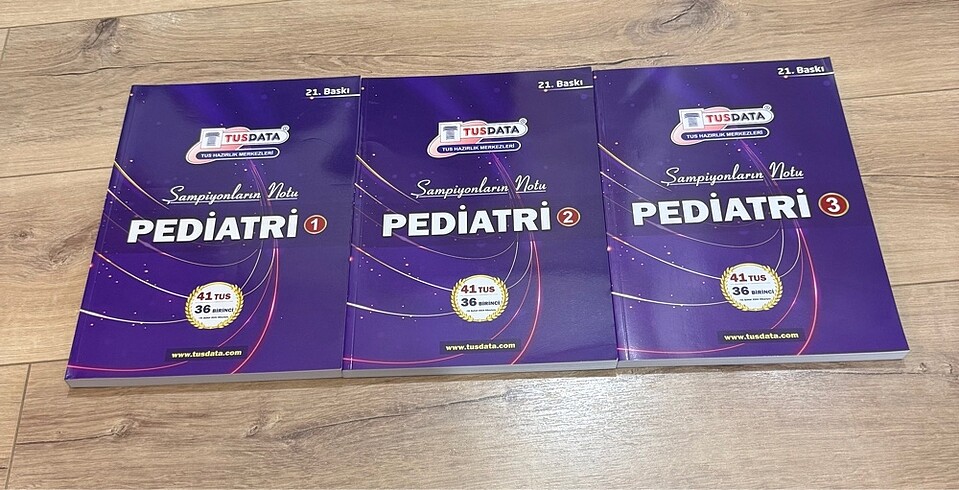 21. Baskı
TUSDATA
TUS HAZIRLIK MERKEZLERİ
Şampiyonların Notu
PEDİATRİ 1
41 TUS
36 BİRİNCİ
www.tusdata.com
21. Baskı
TUSDATA
TUS HAZIRLIK MERKEZLERİ
Şampiyonların Notu
PEDİATRİ 2
41 TUS
36 BİRİNCİ
www.tusdata.com
21. Baskı
TUSDATA
TUS HAZIRLIK MERKEZLERİ
Şampiyonların Notu
PEDİATRİ 3
41 TUS
36 BİRİNCİ
www.tusdata.com